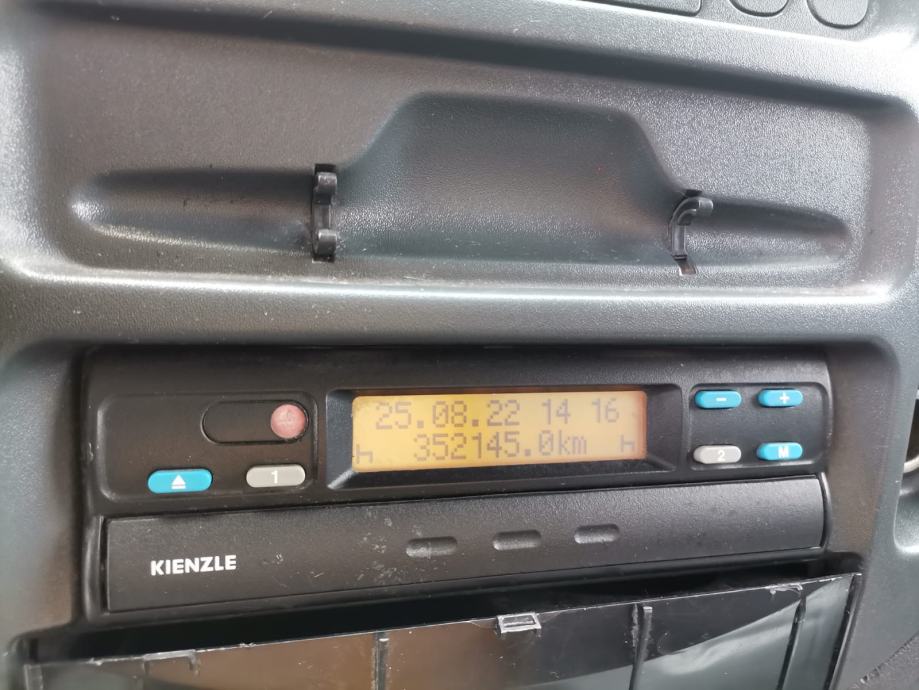 25.08.22 14 16
352145.0km
- +
1 2 M
KIENZLE